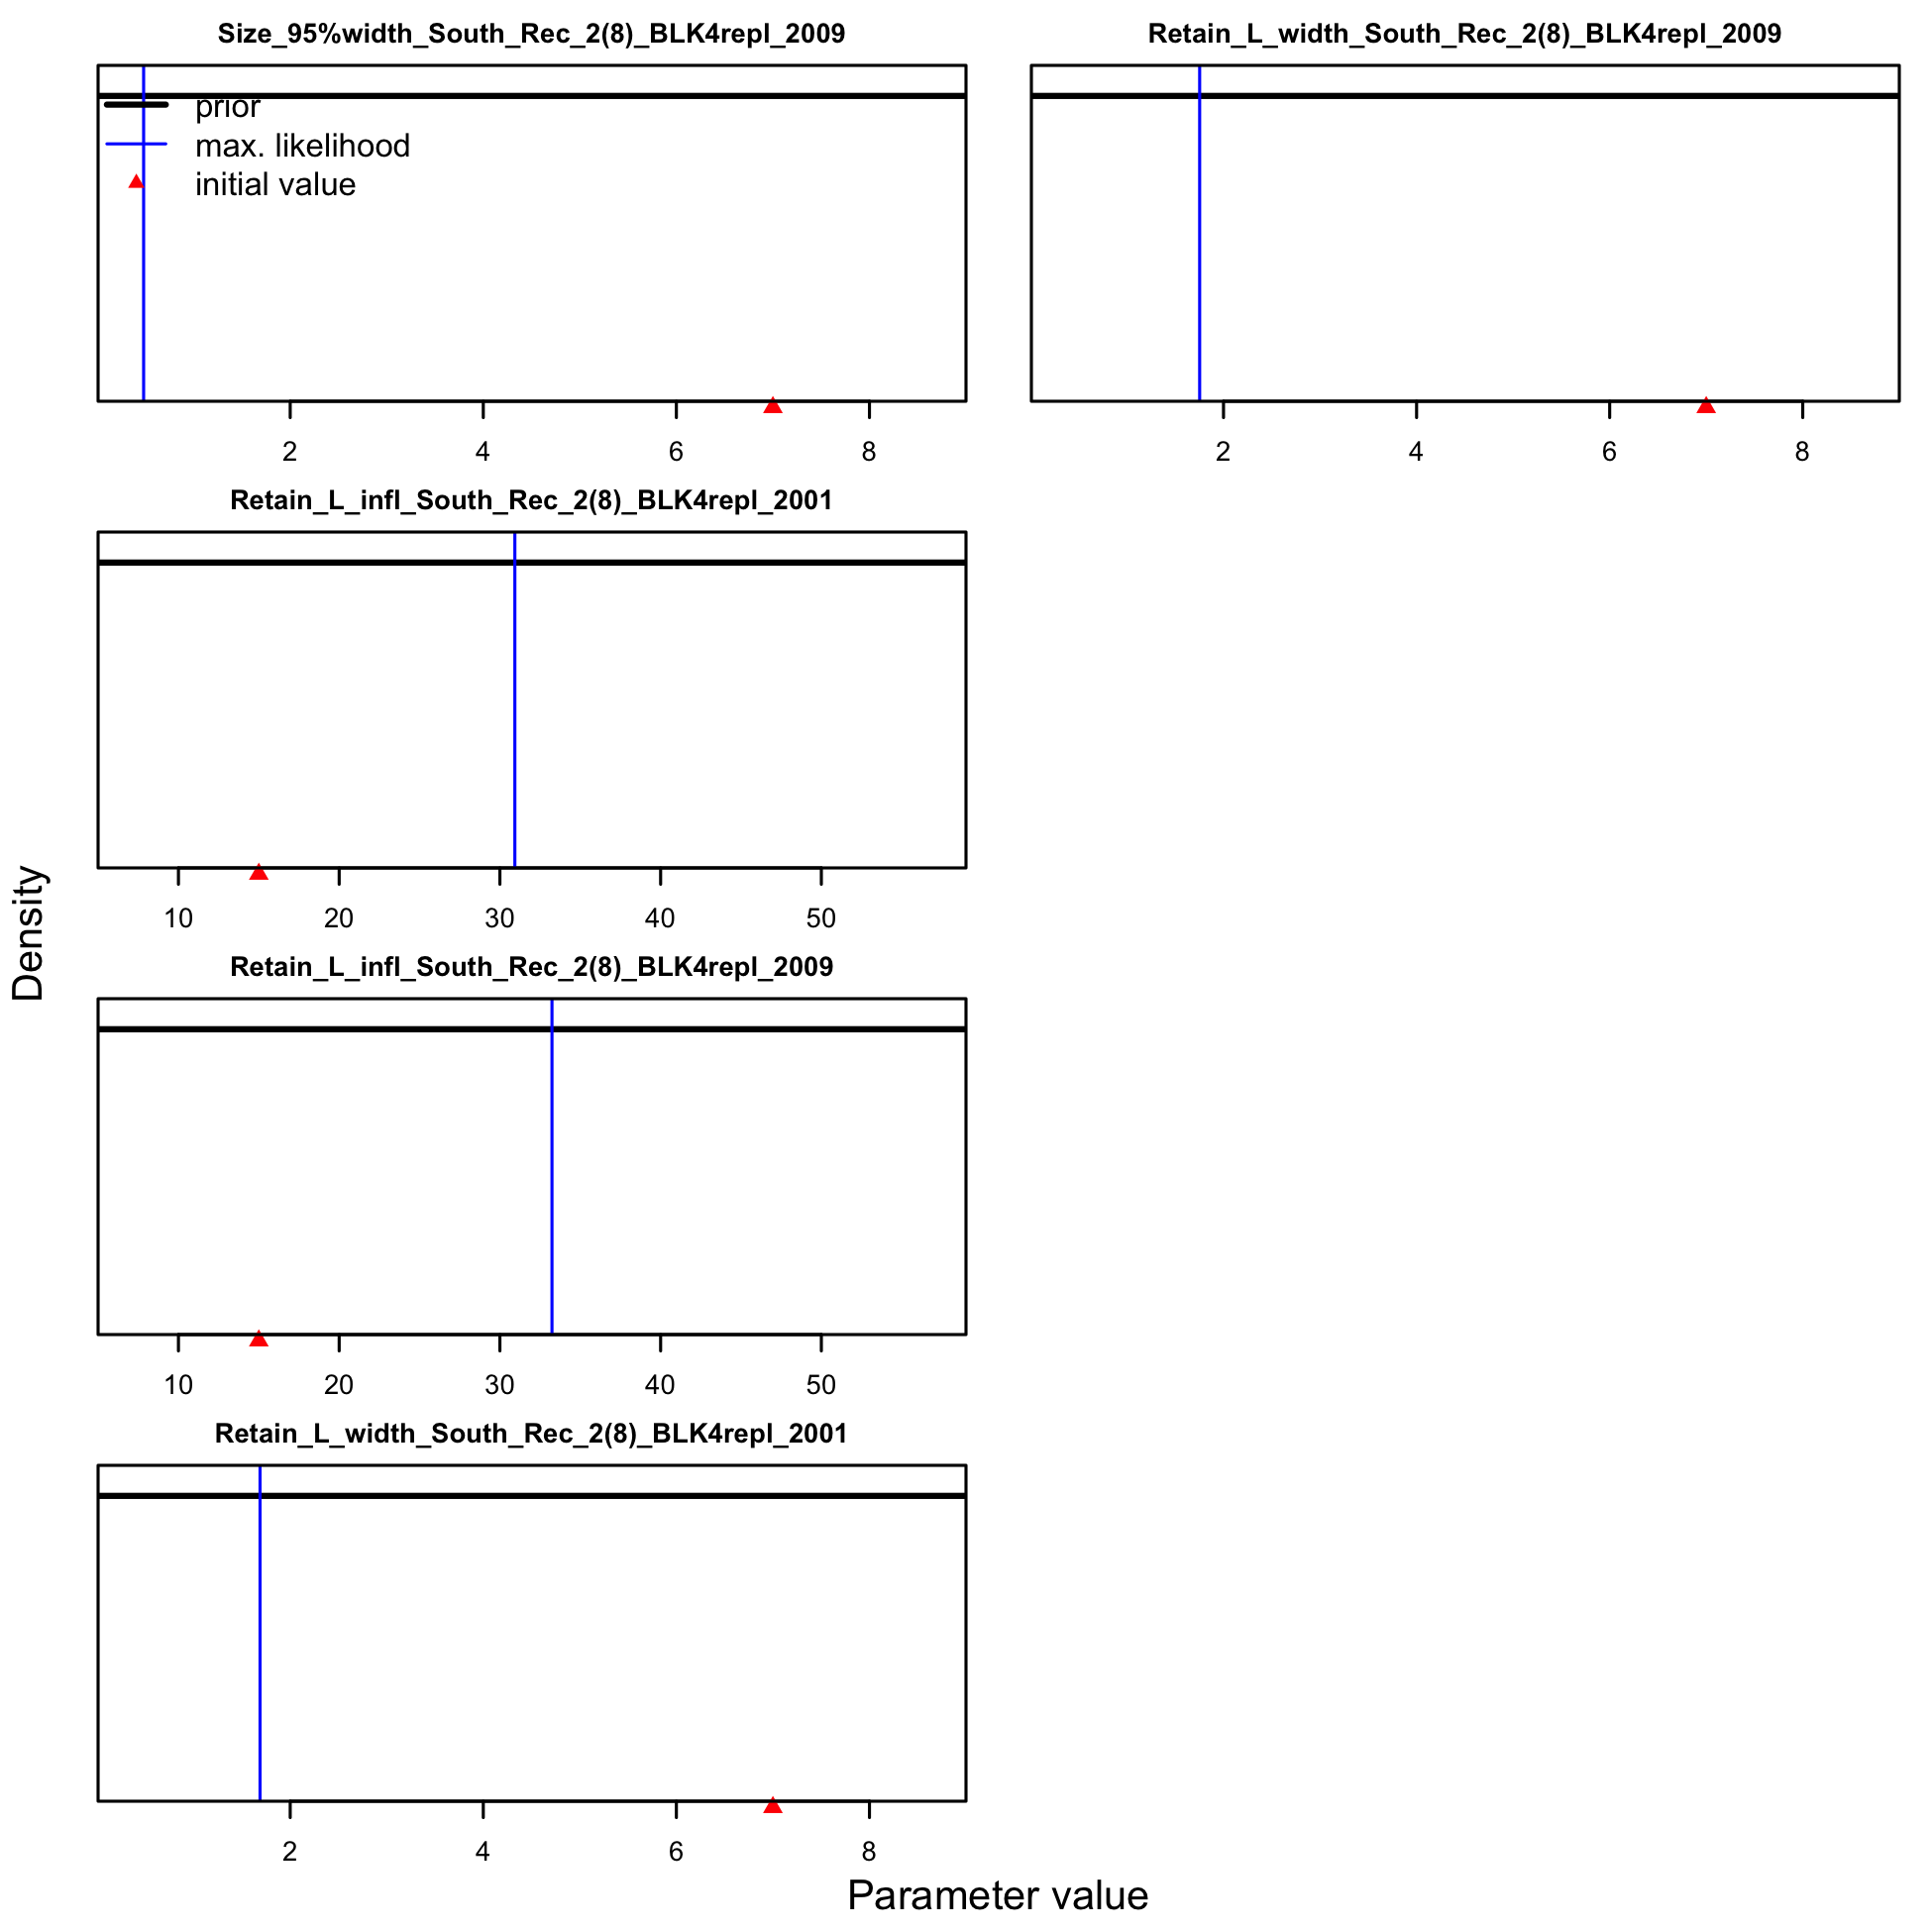 Size_95%width_South_Rec_2(8)_BLK4repl_2009
prior
max. likelihood
initial value
2 4 6 8
Retain_L_width_South_Rec_2(8)_BLK4repl_2009
2 4 6 8
Retain_L_infl_South_Rec_2(8)_BLK4repl_2001
10 20 30 40 50
Retain_L_infl_South_Rec_2(8)_BLK4repl_2009
10 20 30 40 50
Retain_L_width_South_Rec_2(8)_BLK4repl_2001
2 4 6 8
Density
Parameter value